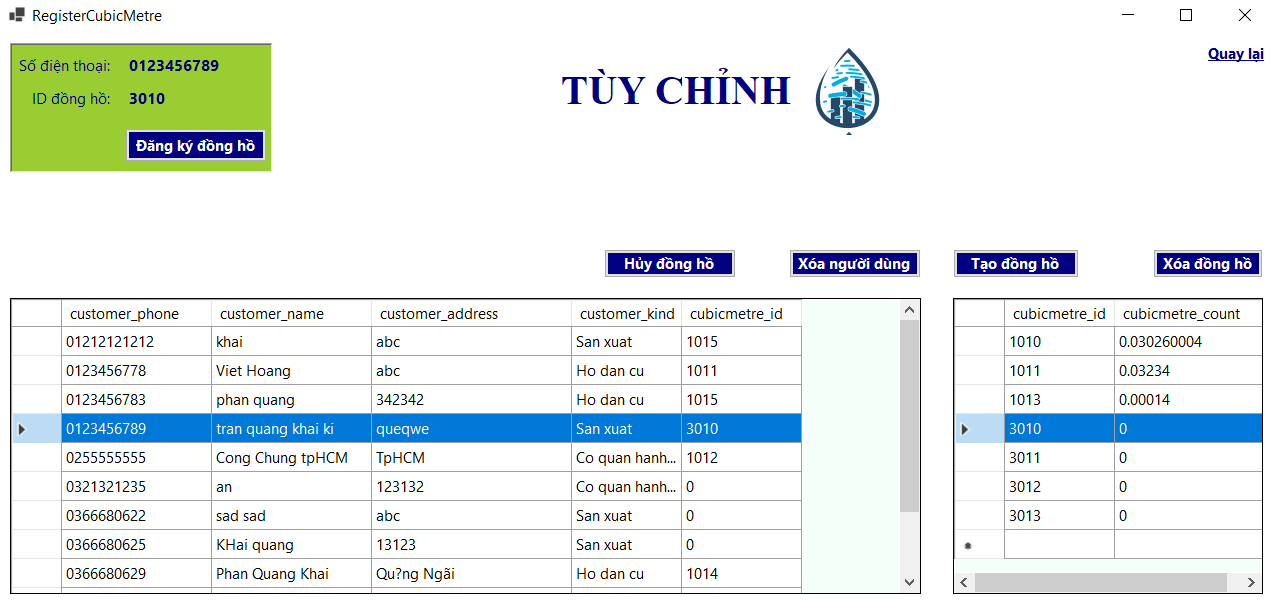 RegisterCubicMetre
Quay lại
Số điện thoại: 0123456789
ID đồng hồ: 3010
Đăng ký đồng hồ
TÙY CHỈNH
Hủy đồng hồ Xóa người dùng Tạo đồng hồ Xóa đồng hồ
customer_phone customer_name customer_address customer_kind cubicmetre_id
01212121212 khai abc San xuat 1015
0123456778 Viet Hoang abc Ho dan cu 1011
0123456783 phan quang 342342 Ho dan cu 1015
0123456789 tran quang khai ki queqwe San xuat 3010
0255555555 Cong Chung tpHCM TpHCM Co quan hanh... 1012
0321321235 an 123132 Co quan hanh... 0
0366680622 sad sad abc San xuat 0
0366680625 KHai quang 13123 San xuat 0
0366680629 Phan Quang Khai Qu?ng Ngãi Ho dan cu 1014
cubicmetre_id cubicmetre_count
1010 0.030260004
1011 0.03234
1013 0.00014
3010 0
3011 0
3012 0
3013 0